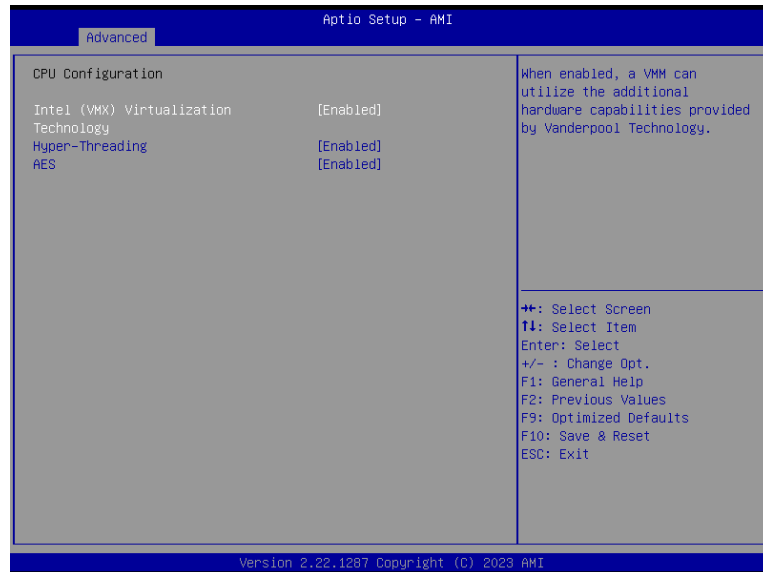 Aptio Setup - AMI
Advanced
CPU Configuration
Intel (VMX) Virtualization [Enabled]
Technology
Hyper-Threading [Enabled]
AES [Enabled]
When enabled, a VMM can
utilize the additional
hardware capabilities provided
by Vanderpool Technology.
→←: Select Screen
↑↓: Select Item
Enter: Select
+/- : Change Opt.
F1: General Help
F2: Previous Values
F9: Optimized Defaults
F10: Save & Reset
ESC: Exit
Version 2.22.1287 Copyright (C) 2023 AMI